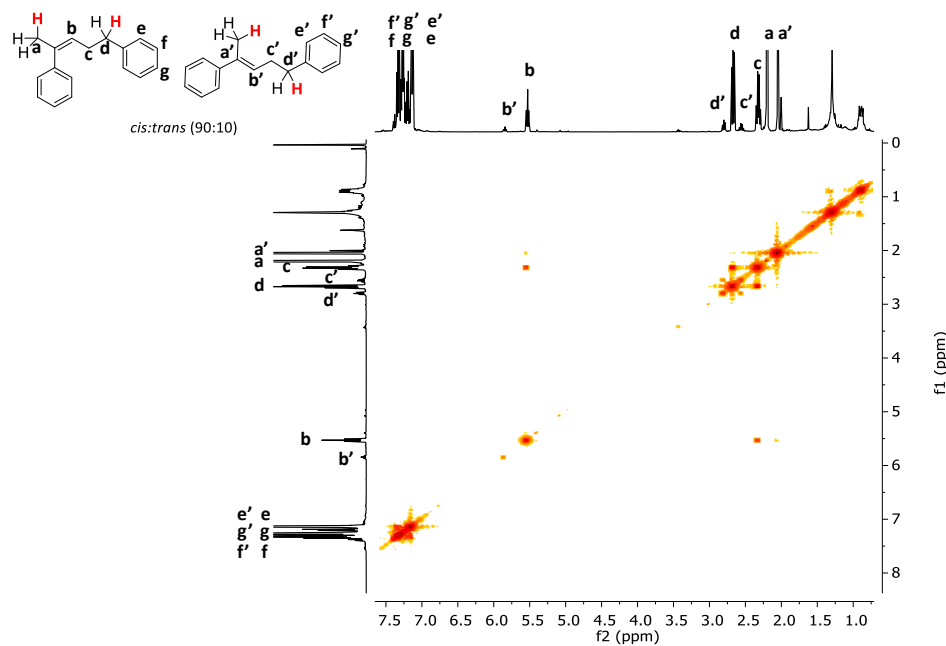 H H
H a b
c
H H
d
e
f
g
cis:trans (90:10)
H H
H
a'
b'
c'
d'
H H
e'
f'
g'
f' g' e'
f g e
b'
b
d'
d
c'
c
a a'
a'
a
c
c'
d
d'
b
b'
e' e
g' g
f' f
0
1
2
3
4
5
6
7
8
f1 (ppm)
7.5 7.0 6.5 6.0 5.5 5.0 4.5 4.0 3.5 3.0 2.5 2.0 1.5 1.0
f2 (ppm)